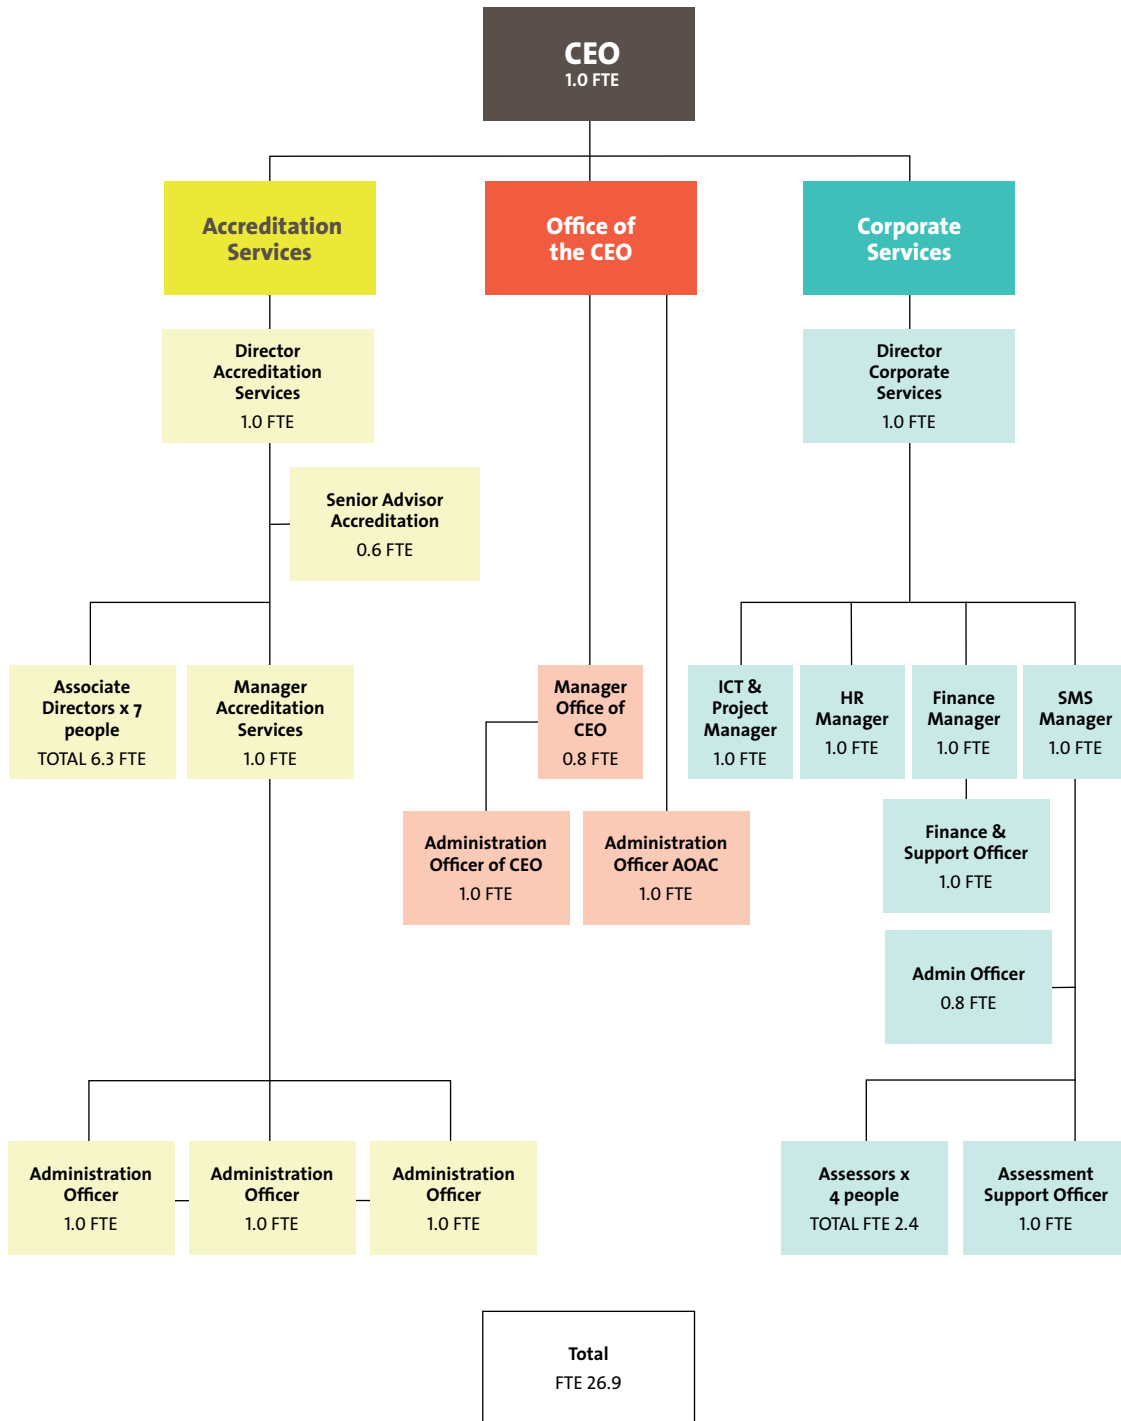 CEO
1.0 FTE
Accreditation
Services
Office of
the CEO
Corporate
Services
Director
Accreditation
Services
1.0 FTE
Director
Corporate
Services
1.0 FTE
Senior Advisor
Accreditation
0.6 FTE
Associate
Directors x 7
people
TOTAL 6.3 FTE
Manager
Accreditation
Services
1.0 FTE
Manager
Office of
CEO
0.8 FTE
ICT &
Project
Manager
1.0 FTE
HR
Manager
1.0 FTE
Finance
Manager
1.0 FTE
SMS
Manager
1.0 FTE
Administration
Officer of CEO
1.0 FTE
Administration
Officer AOAC
1.0 FTE
Finance &
Support Officer
1.0 FTE
Admin Officer
0.8 FTE
Administration
Officer
1.0 FTE
Administration
Officer
1.0 FTE
Administration
Officer
1.0 FTE
Assessors x
4 people
TOTAL FTE 2.4
Assessment
Support Officer
1.0 FTE
Total
FTE 26.9